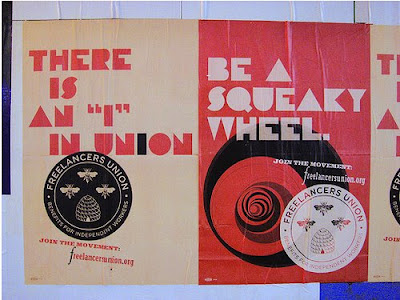 THERE
IS
AN "I"
IN UNION
FREELANCERS UNION
BENEFITS FOR INDEPENDENT WORKERS
JOIN THE MOVEMENT:
freelancersunion.org
BE A
SQUEAKY
WHEEL.
JOIN THE MOVEMENT:
freelancersunion.org
FREELANCERS UNION
BENEFITS FOR INDEPENDENT WORKERS